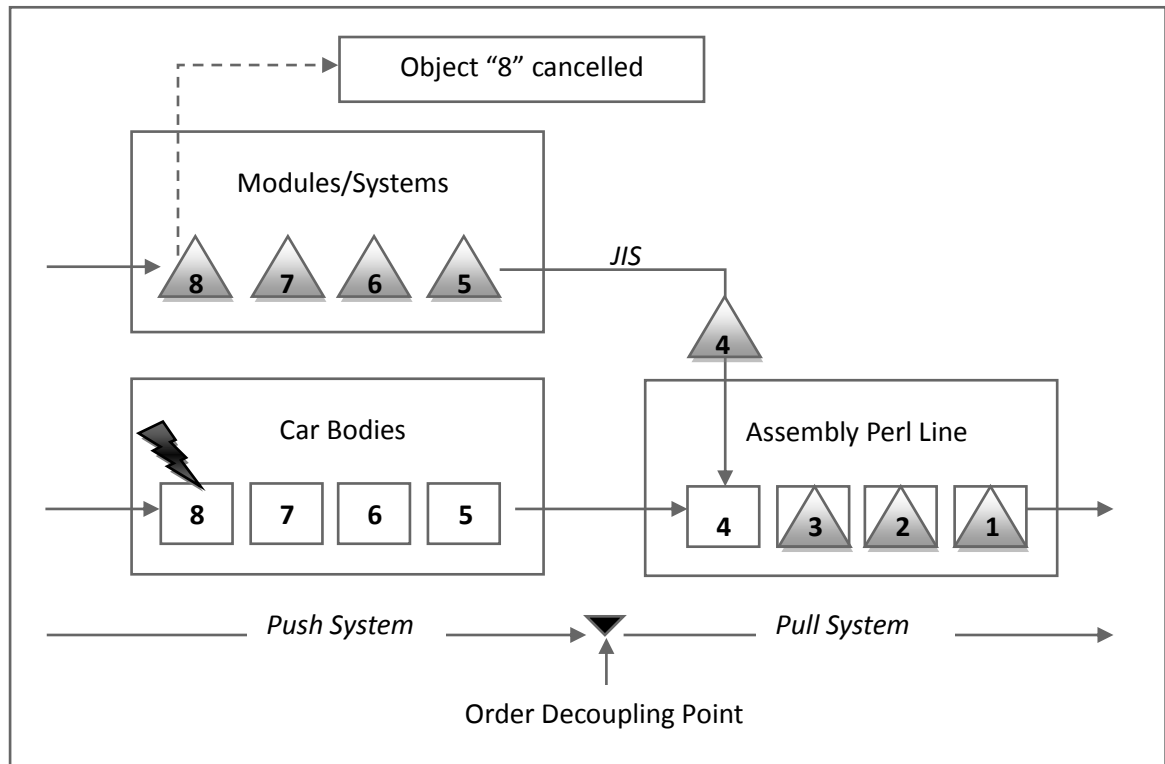 Object “8” cancelled
Modules/Systems
8 7 6 5
JIS
4
Car Bodies
Assembly Perl Line
8 7 6 5
4 3 2 1
Push System
Pull System
Order Decoupling Point